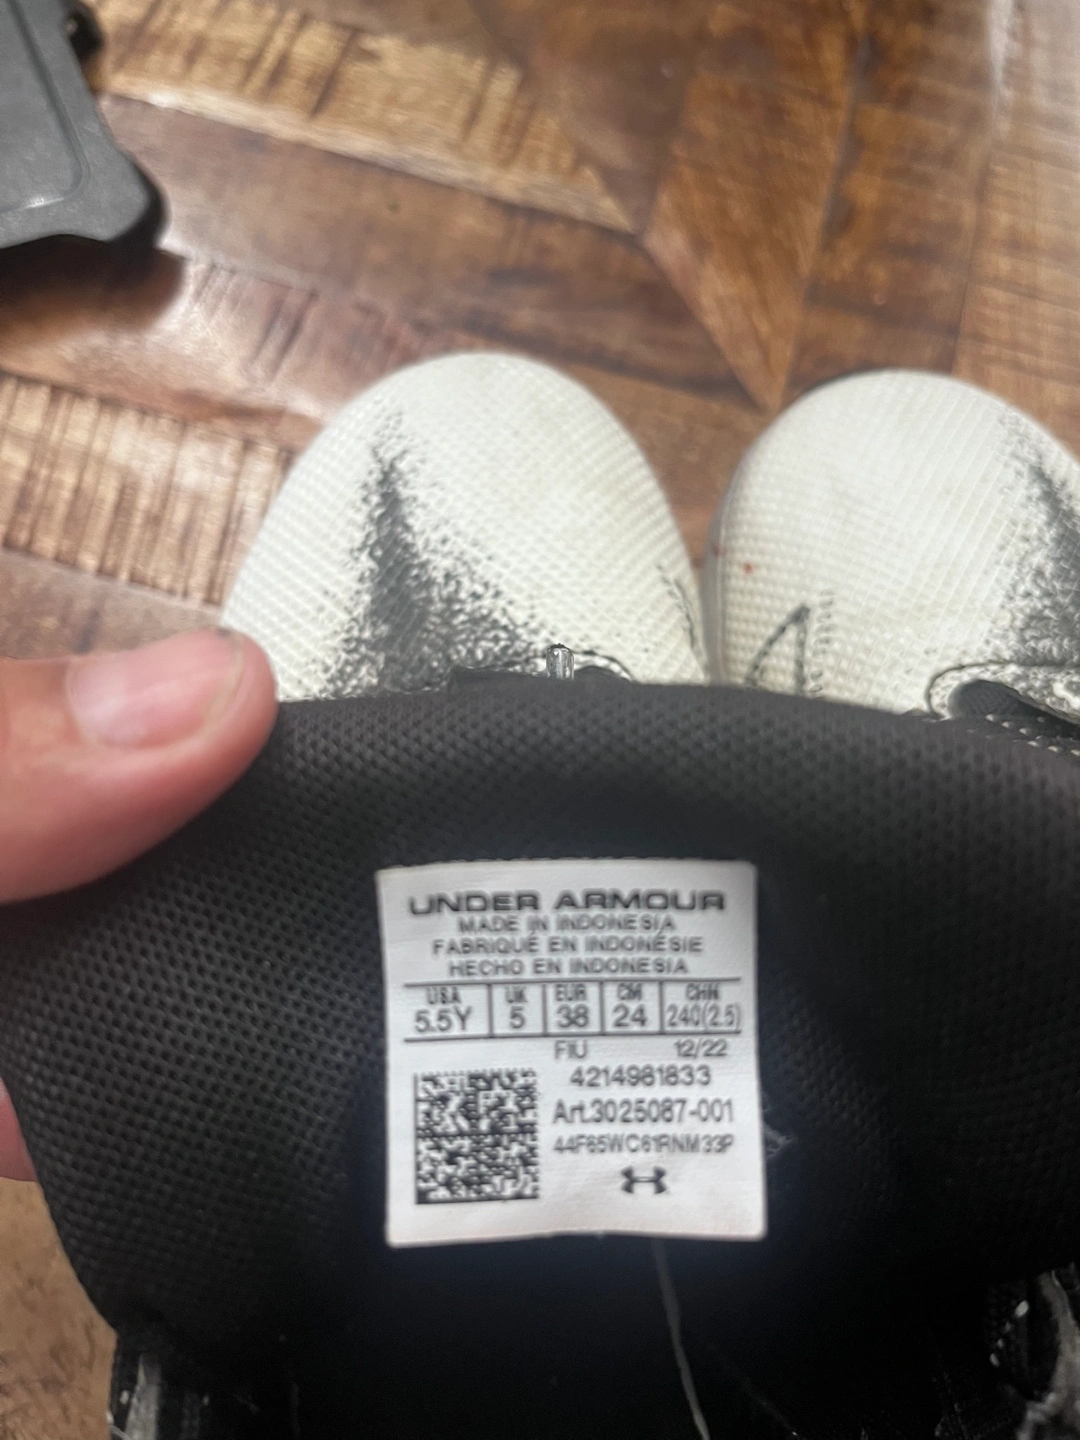 UNDER ARMOUR
MADE IN INDONESIA
FABRIQUÉ EN INDONÉSIE
HECHO EN INDONESIA
USA UK EUR CM CHN
5.5Y 5 38 24 240(2.5)
FIU 12/22
4214981833
Art.3025087-001
44F65WC61RNM33P